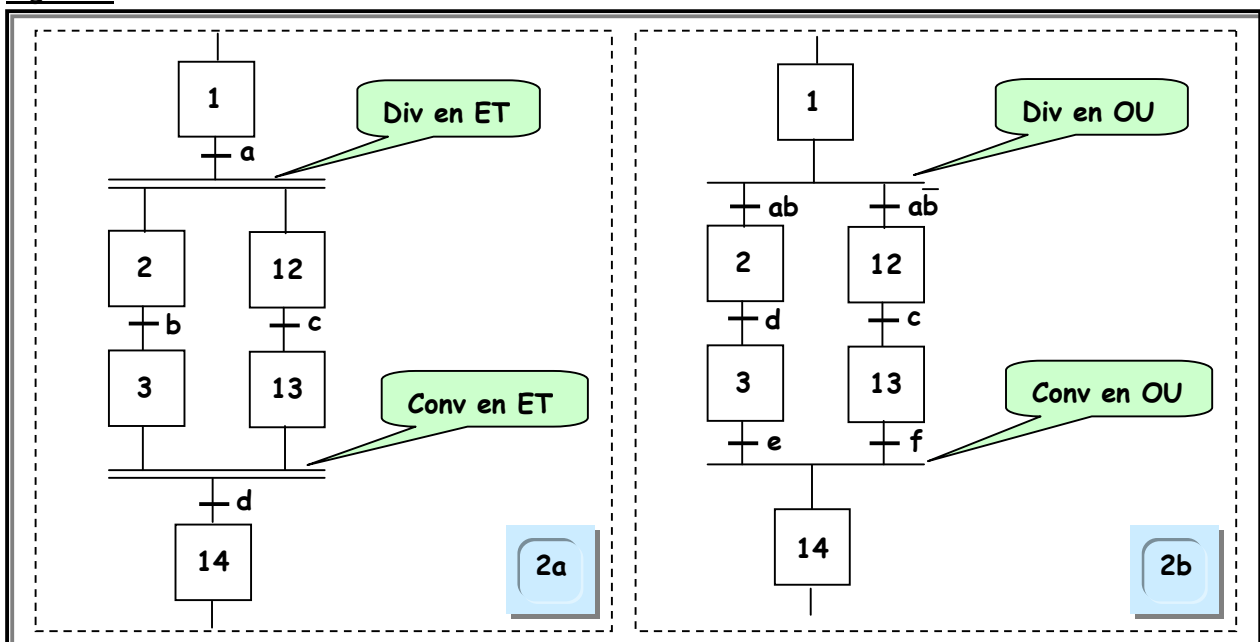 1
Div en ET
a
2
12
b
c
3
13
Conv en ET
d
14
2a
1
Div en OU
ab
ab̅
2
12
d
c
3
13
Conv en OU
e
f
14
2b